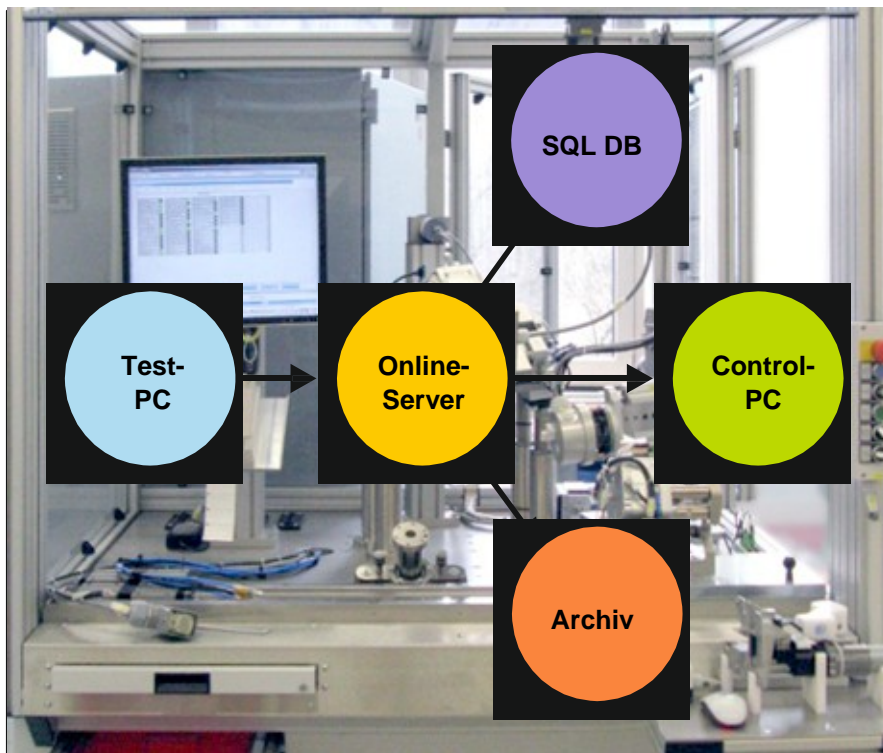 SQL DB
Test-
PC
Online-
Server
Control-
PC
Archiv